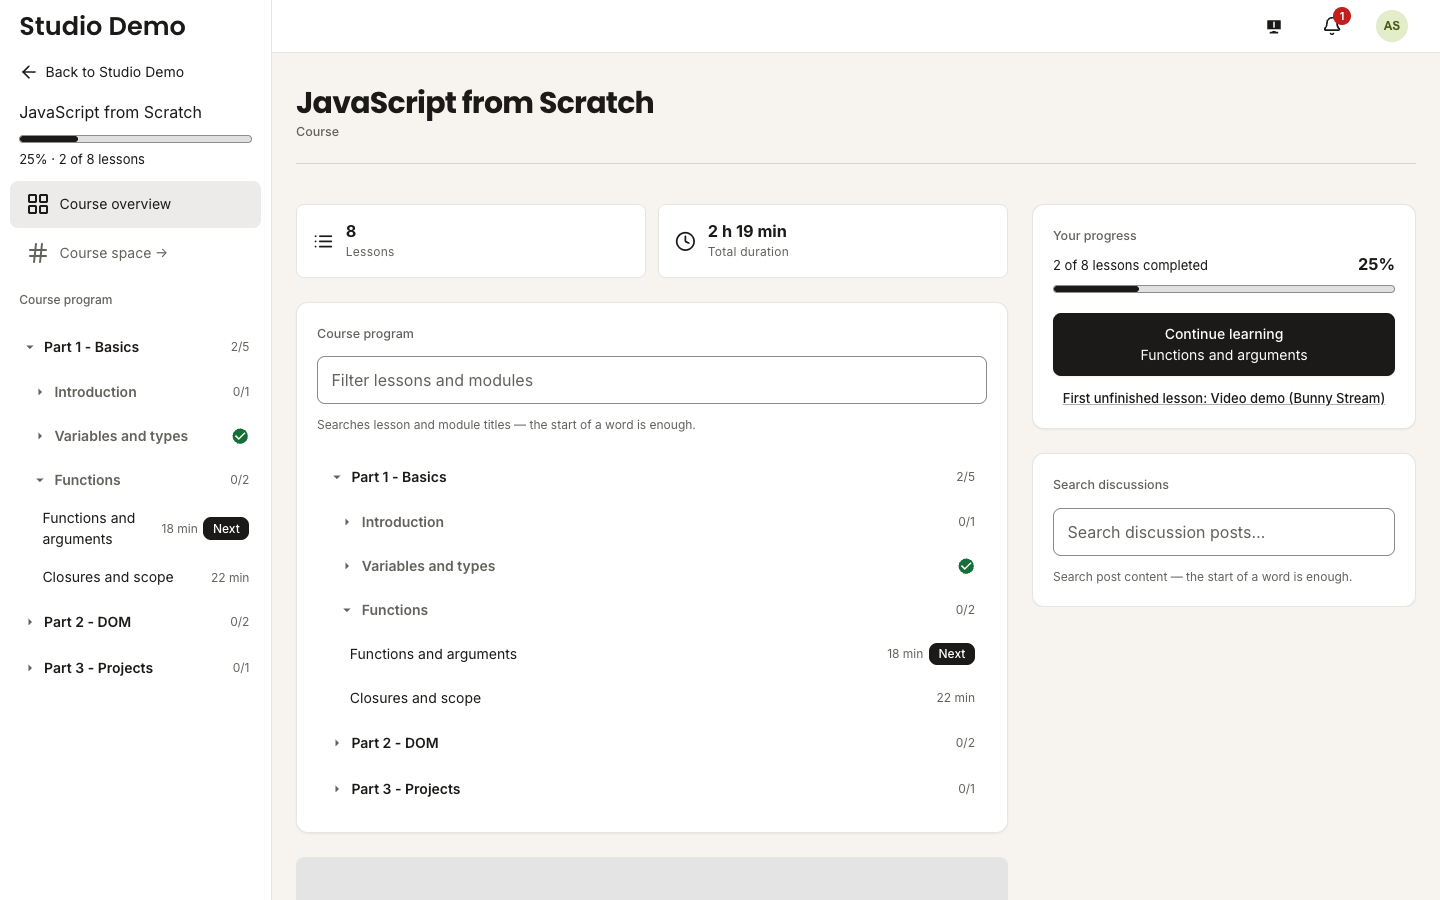 Studio Demo
Back to Studio Demo
JavaScript from Scratch
25% · 2 of 8 lessons
Course overview
Course space →
Course program
Part 1 - Basics 2/5
Introduction 0/1
Variables and types
Functions 0/2
Functions and
arguments
18 min Next
Closures and scope 22 min
Part 2 - DOM 0/2
Part 3 - Projects 0/1
1
AS
JavaScript from Scratch
Course
8
Lessons
2 h 19 min
Total duration
Course program
Filter lessons and modules
Searches lesson and module titles — the start of a word is enough.
Part 1 - Basics 2/5
Introduction 0/1
Variables and types
Functions 0/2
Functions and arguments 18 min Next
Closures and scope 22 min
Part 2 - DOM 0/2
Part 3 - Projects 0/1
Your progress
2 of 8 lessons completed 25%
Continue learning
Functions and arguments
First unfinished lesson: Video demo (Bunny Stream)
Search discussions
Search discussion posts...
Search post content — the start of a word is enough.